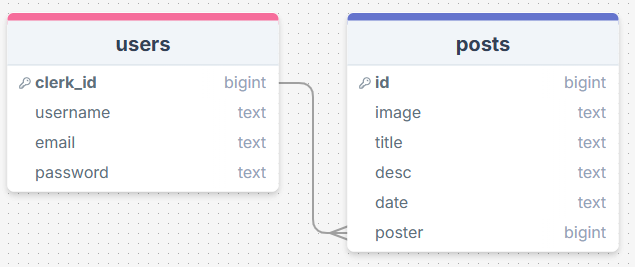 users
clerk_id bigint
username text
email text
password text
posts
id bigint
image text
title text
desc text
date text
poster bigint